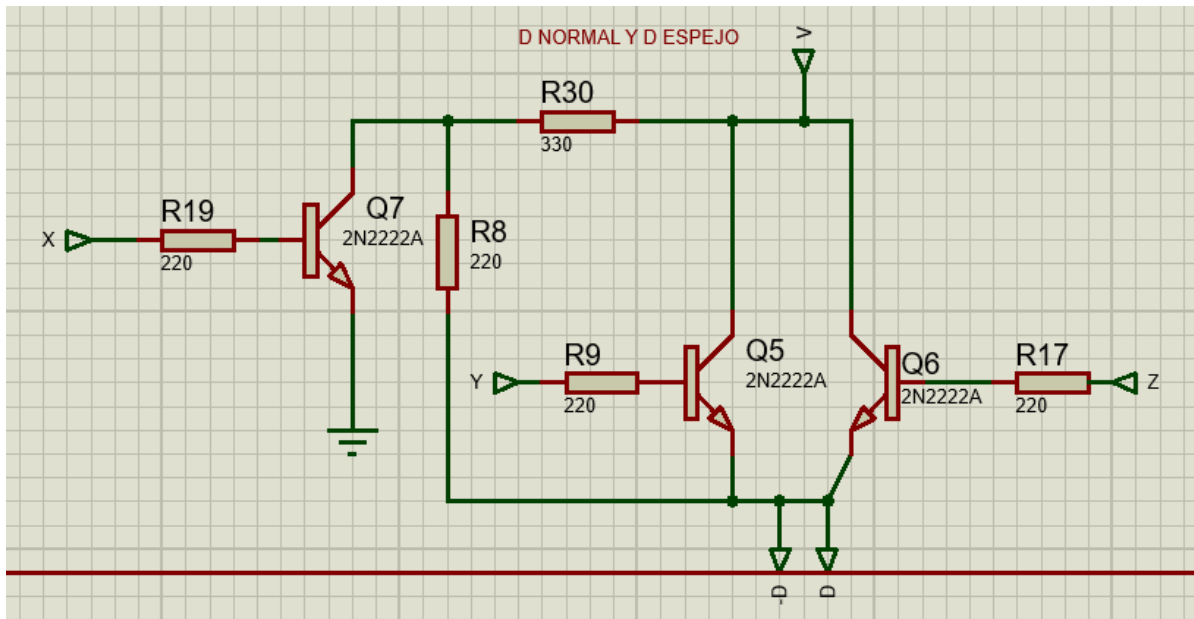 D NORMAL Y D ESPEJO
V
R30
330
R19
220
X
Q7
2N2222A
R8
220
R9
220
Y
Q5
2N2222A
Q6
2N2222A
R17
220
Z
-D
D